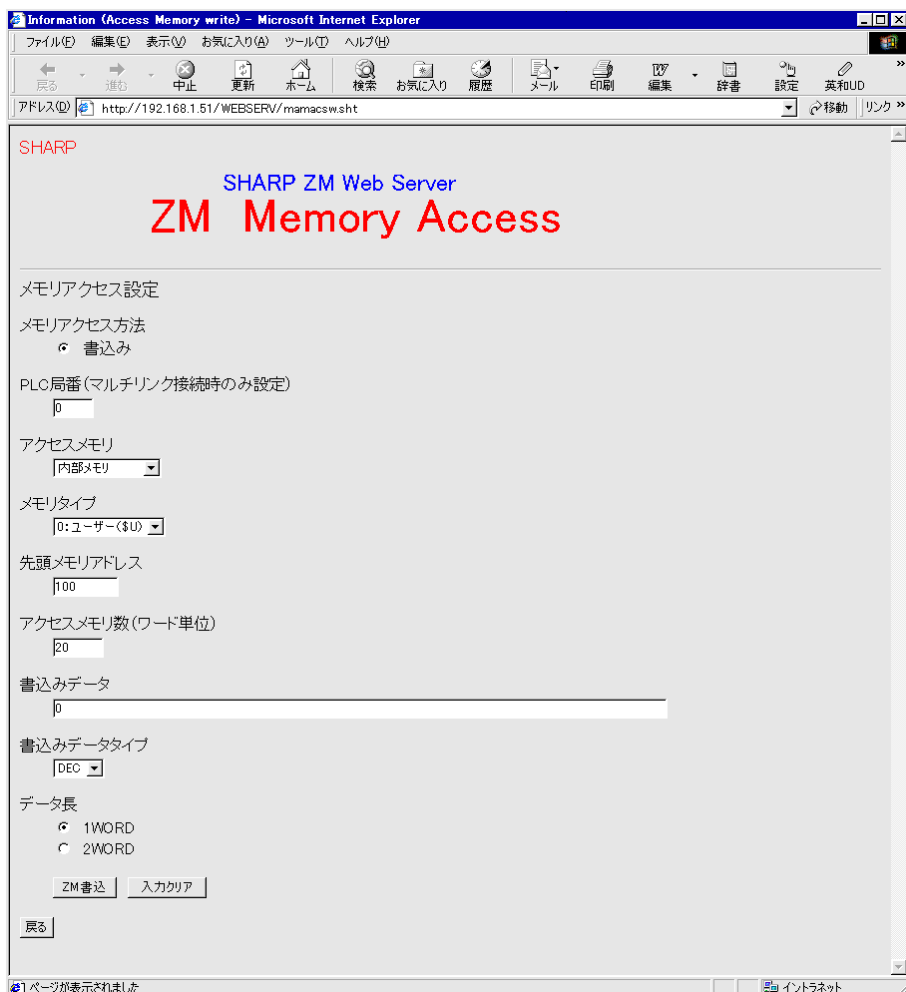 Information (Access Memory write) - Microsoft Internet Explorer
ファイル(F) 編集(E) 表示(V) お気に入り(A) ツール(T) ヘルプ(H)
戻る 進む 中止 更新 ホーム 検索 お気に入り 履歴 メール 印刷 編集 辞書 設定 英和UD »
アドレス(D) http://192.168.1.51/WEBSERV/mamacsw.sht 移動 リンク »
SHARP
SHARP ZM Web Server
ZM Memory Access
メモリアクセス設定
メモリアクセス方法
書込み
PLC局番(マルチリンク接続時のみ設定)
0
アクセスメモリ
内部メモリ
メモリタイプ
0:ユーザー($U)
先頭メモリアドレス
100
アクセスメモリ数(ワード単位)
20
書込みデータ
0
書込みデータタイプ
DEC
データ長
1WORD
2WORD
ZM書込 入力クリア
戻る
ページが表示されました イントラネット